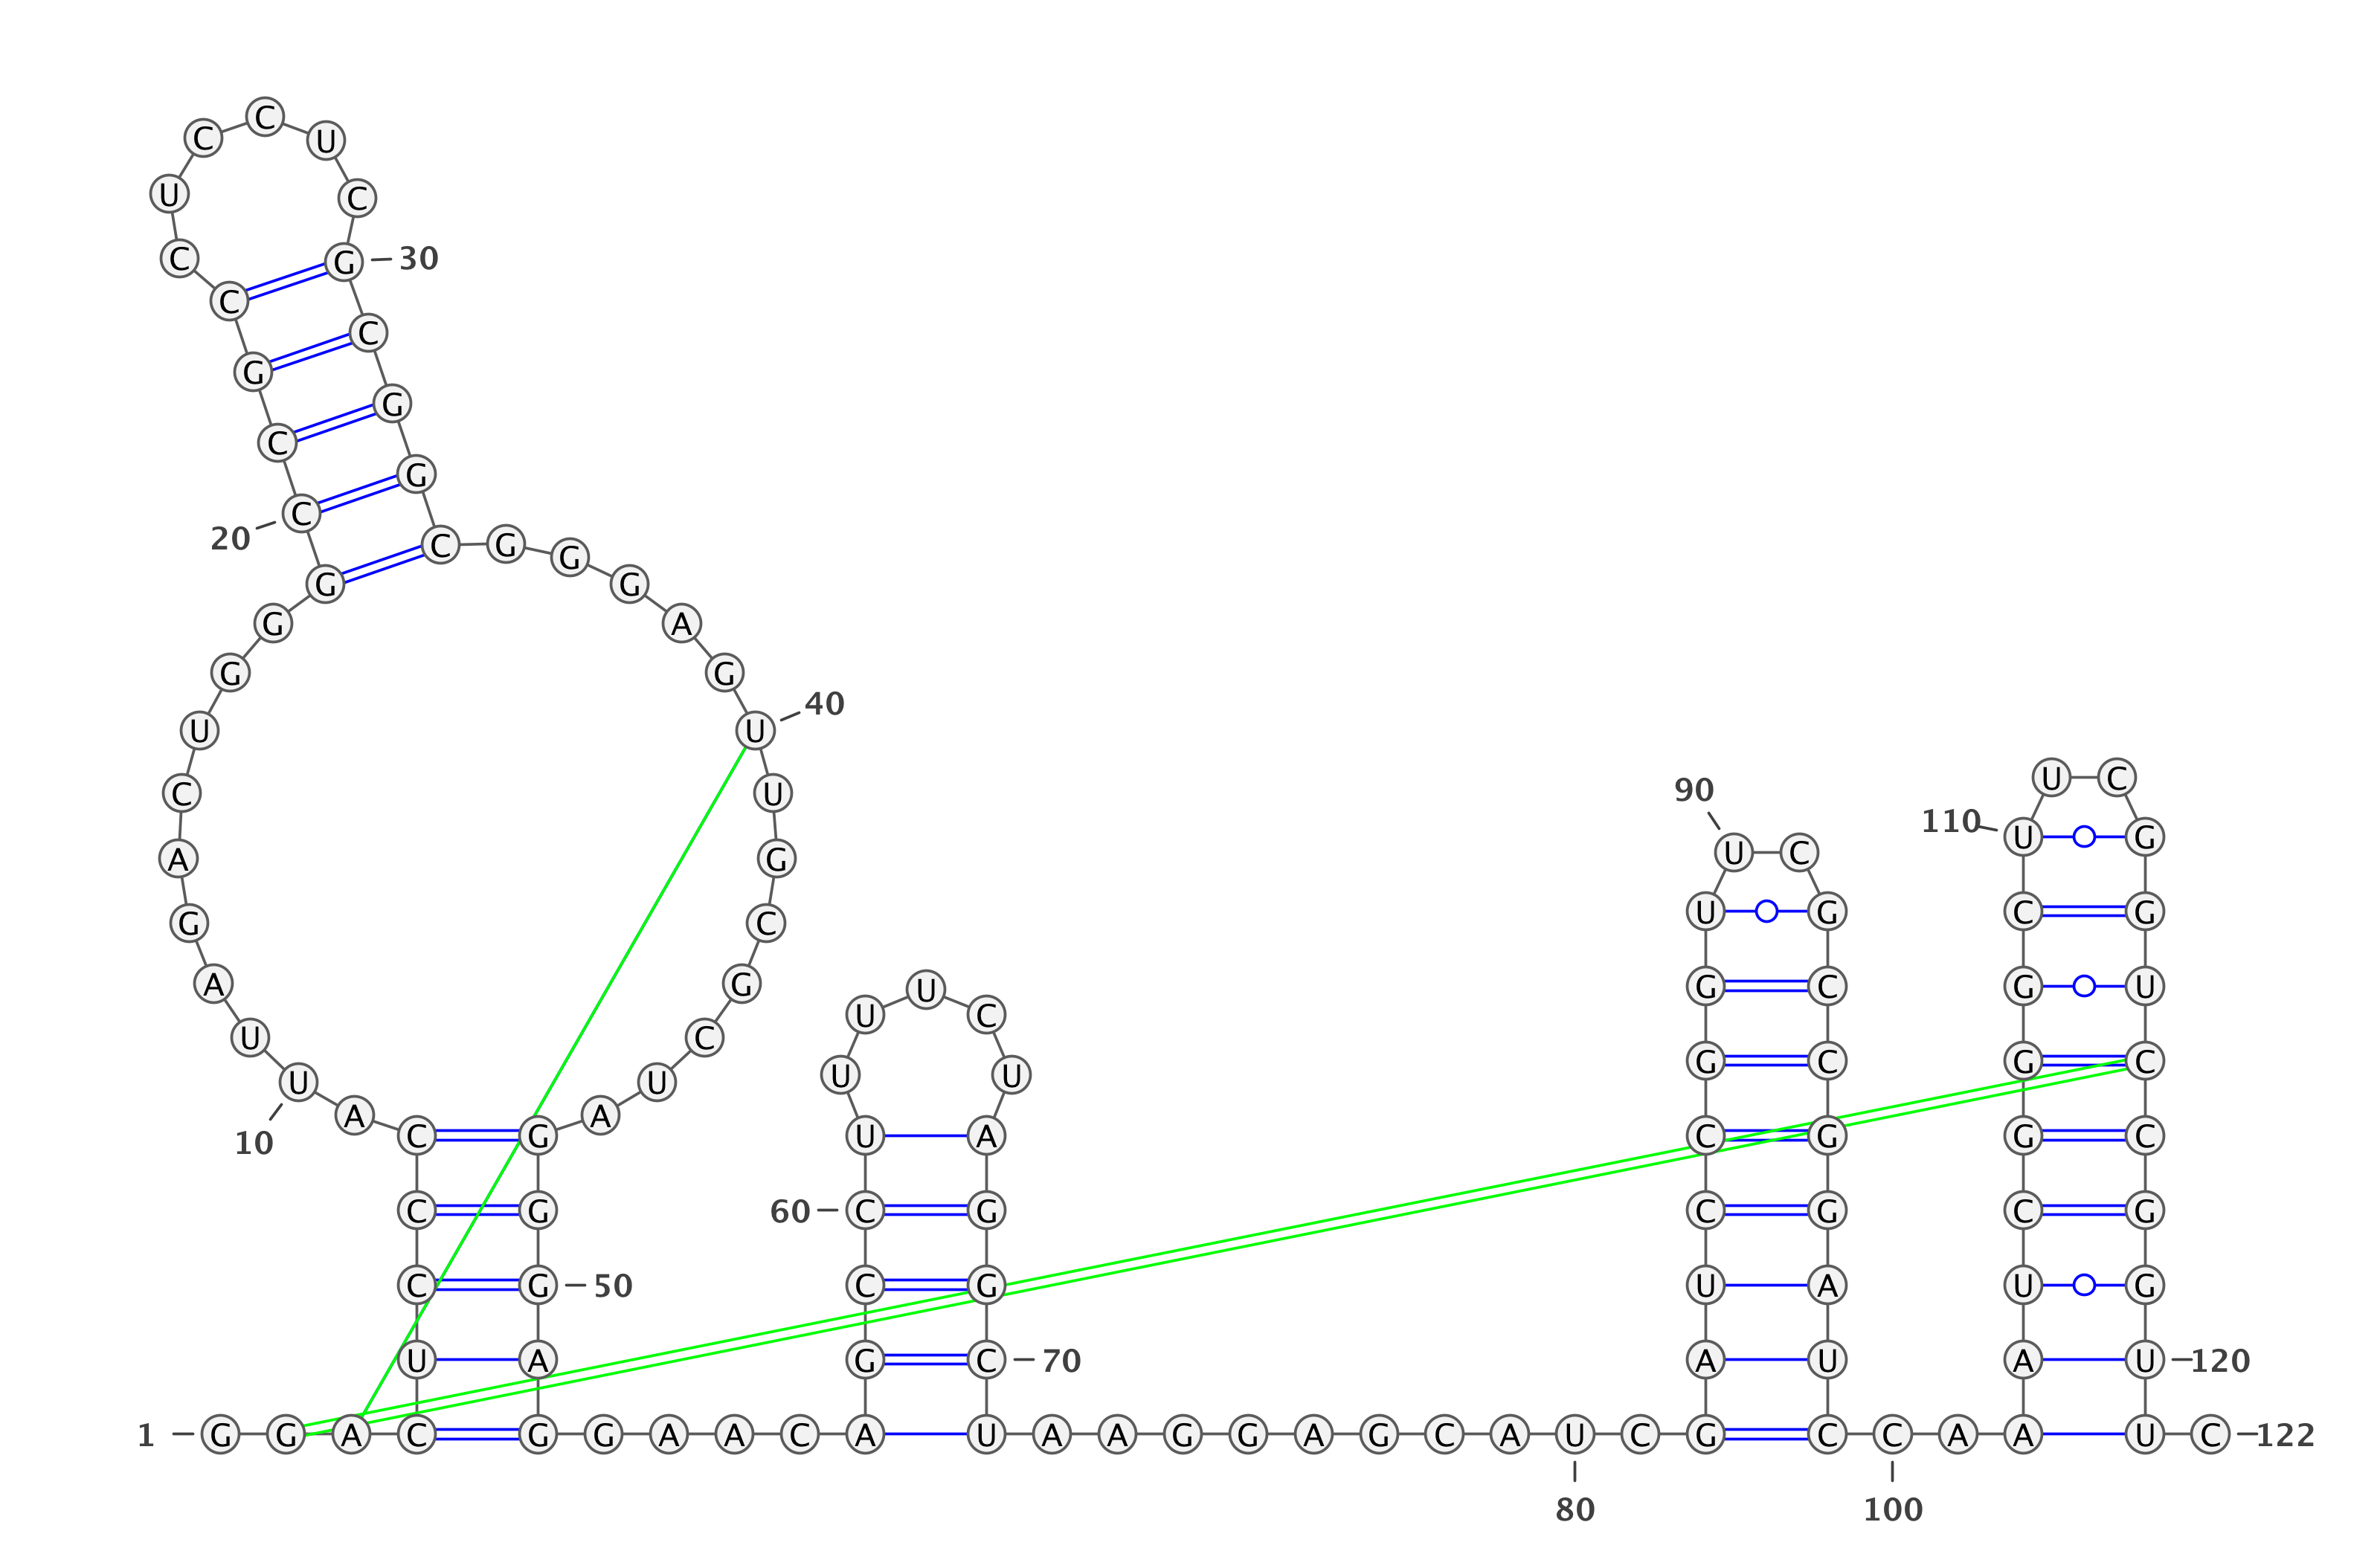 C
C U
U C
C G 30
C
C
G
G
C
G
20 C
C G G
G G
G A
G G
40
U U
U C
90
C U
110 U G
U C
A G
U G C G
G C
A G
U G C G U
U C
U C
G C G C
U U
U U
A A
C G U A C G G C
10
C G 60 C G C G C G
C G 50 C G U A U G
U A G C 70 A U A U 120
1 G G A C G G A A C A U A A G G A G C A U C G C C A A U C 122
80 100